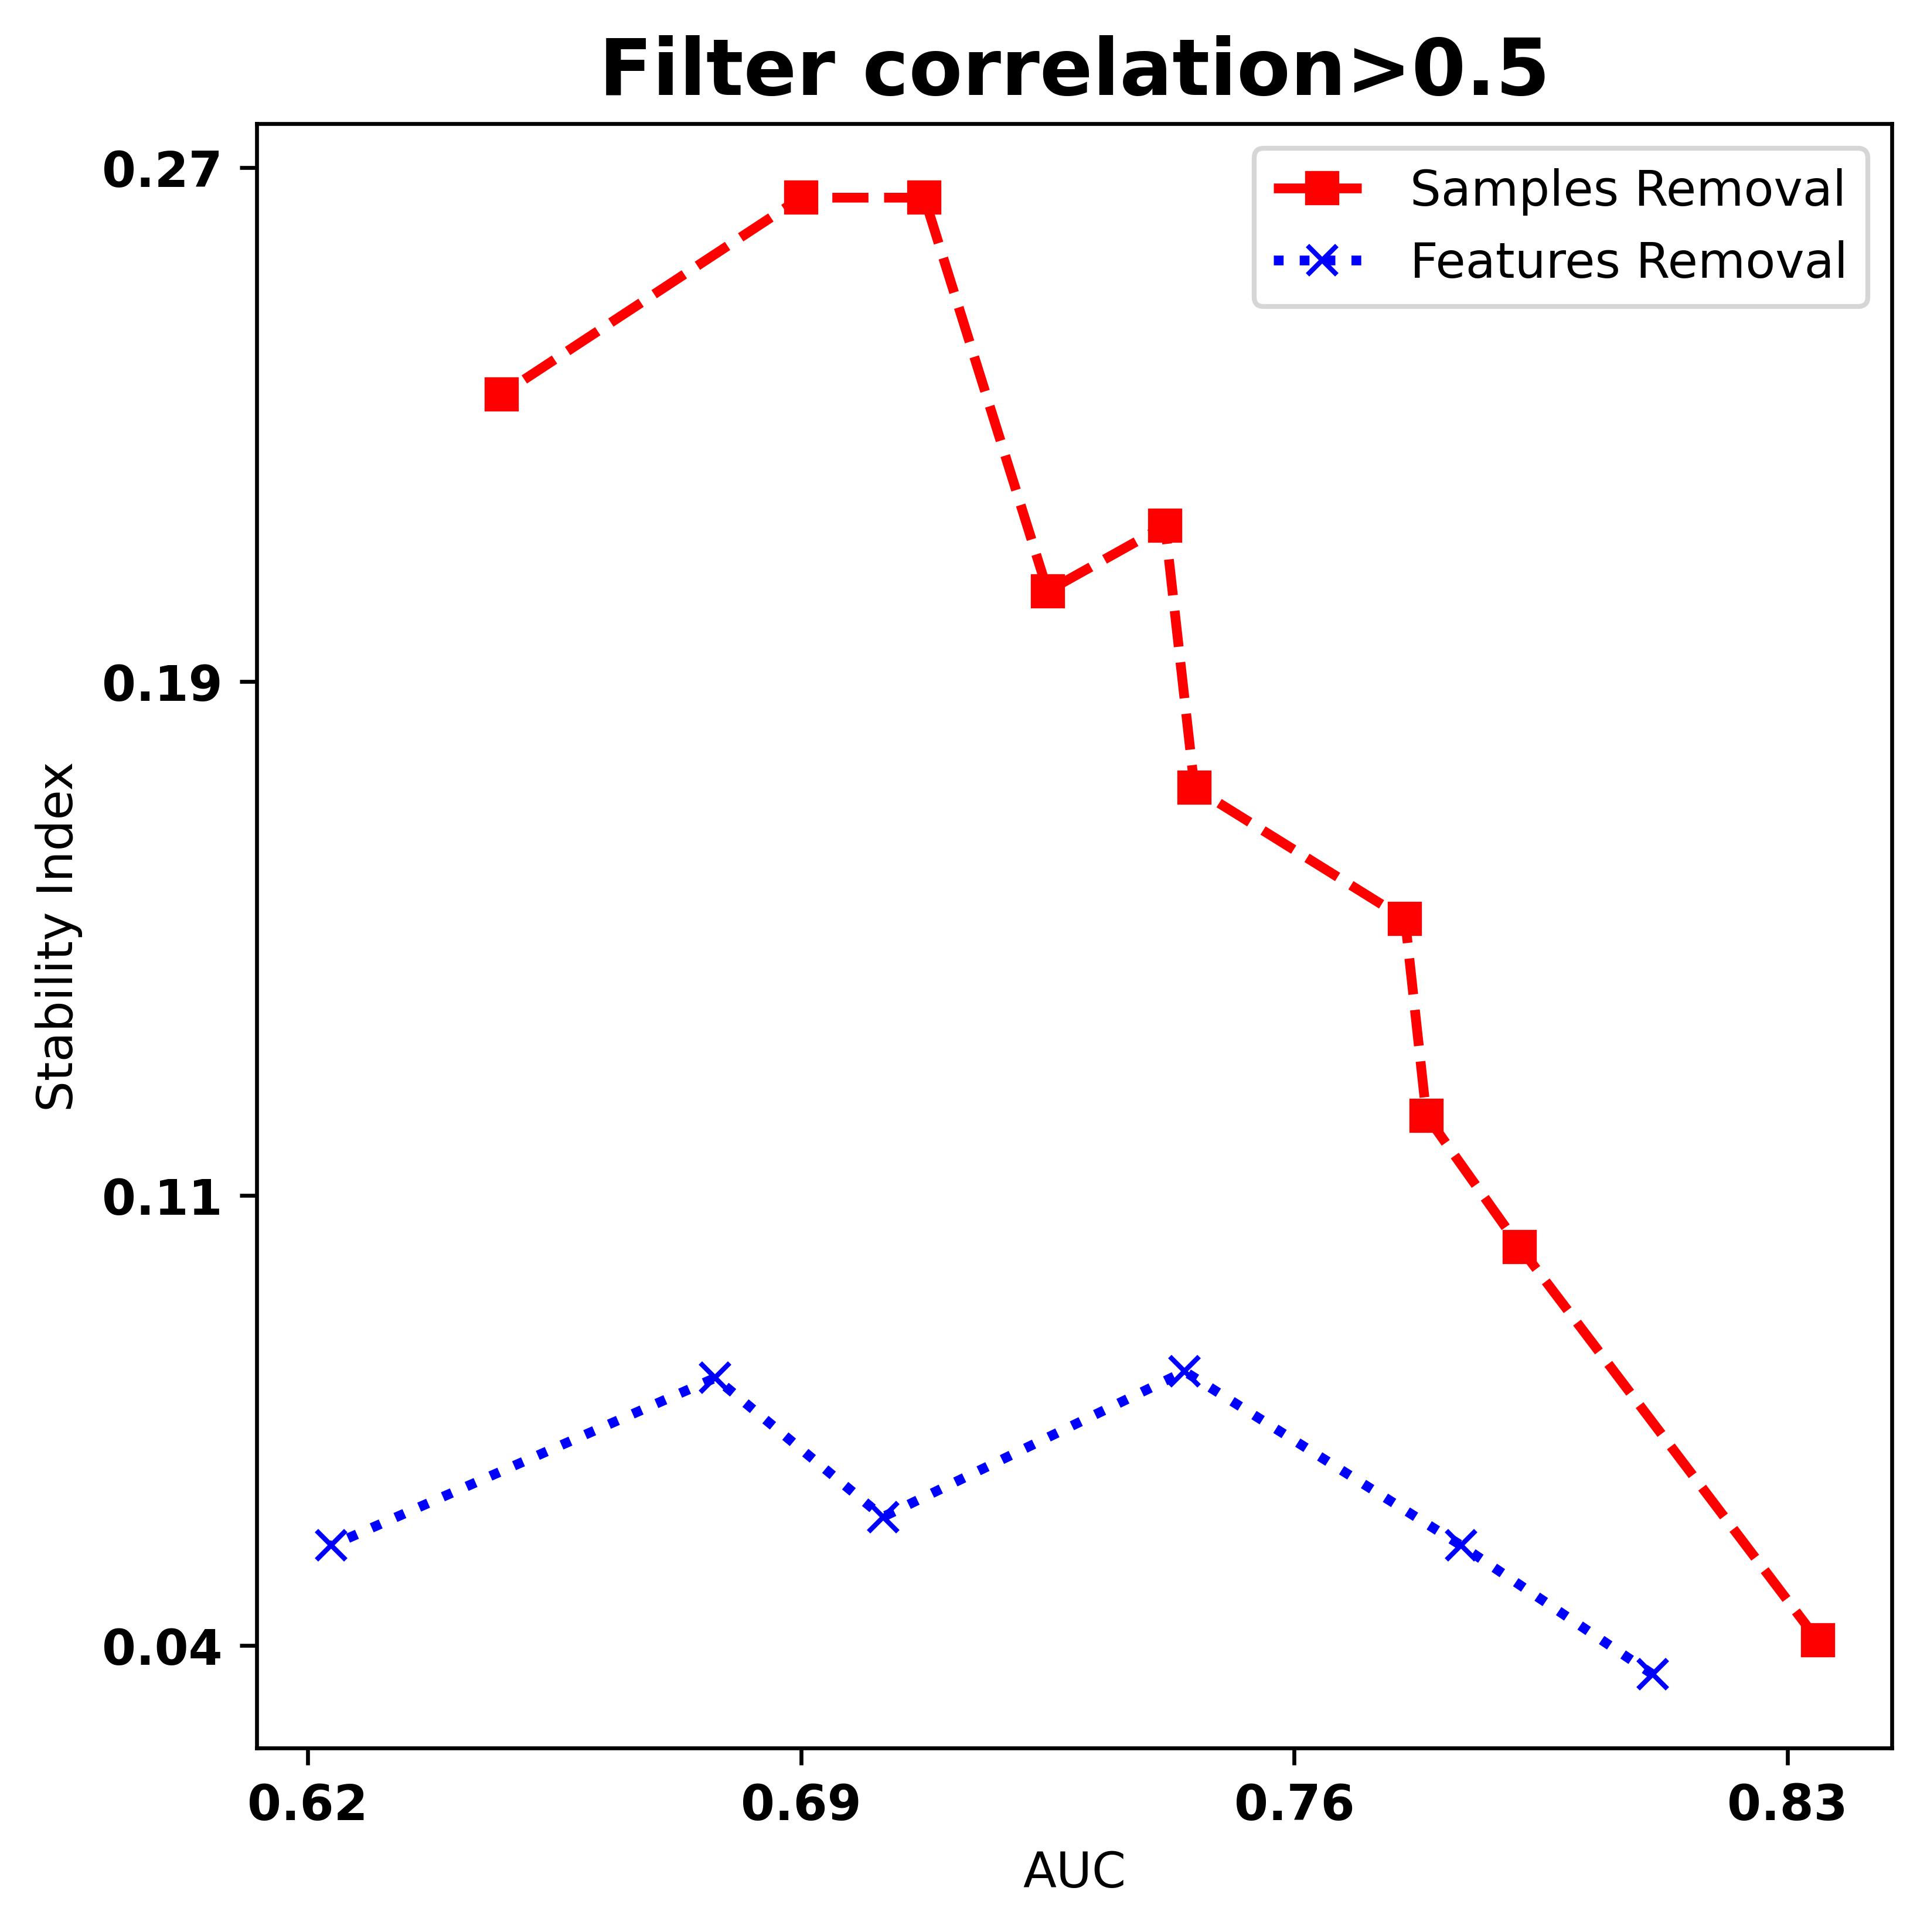 Filter correlation>0.5
Samples Removal
Features Removal
0.27
0.19
0.11
0.04
Stability Index
0.62 0.69 0.76 0.83
AUC